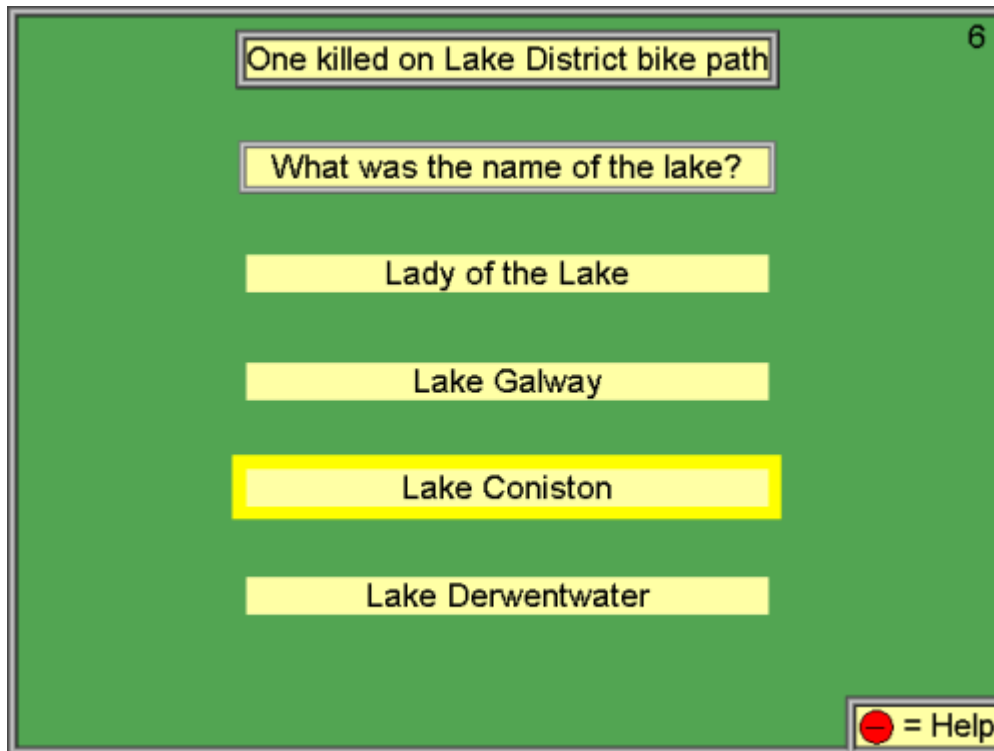 6
One killed on Lake District bike path
What was the name of the lake?
Lady of the Lake
Lake Galway
Lake Coniston
Lake Derwentwater
= Help